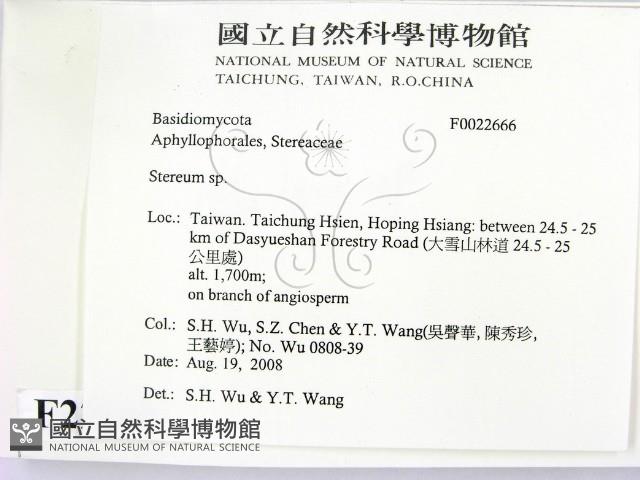 國立自然科學博物館
NATIONAL MUSEUM OF NATURAL SCIENCE
TAICHUNG, TAIWAN, R.O.CHINA
Basidiomycota F0022666
Aphyllophorales, Stereaceae
Stereum sp.
Loc.: Taiwan. Taichung Hsien, Hoping Hsiang: between 24.5 - 25
km of Dasyueshan Forestry Road (大雪山林道 24.5 - 25
公里處)
alt. 1,700m;
on branch of angiosperm
Col.: S.H. Wu, S.Z. Chen & Y.T. Wang(吳聲華, 陳秀珍,
王藝婷); No. Wu 0808-39
Date: Aug. 19, 2008
Det.: S.H. Wu & Y.T. Wang
國立自然科學博物館
NATIONAL MUSEUM OF NATURAL SCIENCE